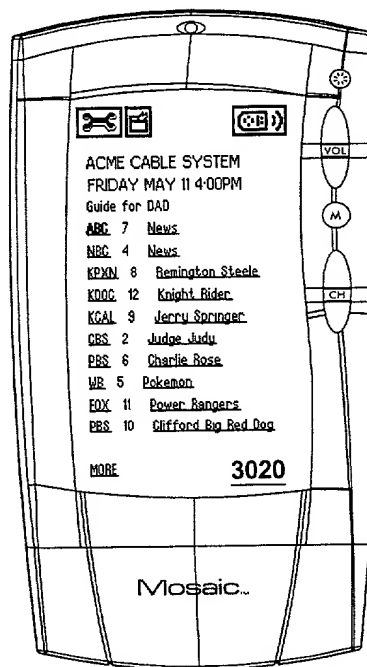 VOL
ACME CABLE SYSTEM
FRIDAY MAY 11 4:00PM
Guide for DAD
M
ABC 7 News
NBC 4 News
KPXN 8 Remington Steele
KDOC 12 Knight Rider
CH
KCAL 9 Jerry Springer
CBS 2 Judge Judy
PBS 6 Charlie Rose
WB 5 Pokemon
FOX 11 Power Rangers
PBS 10 Clifford Big Red Dog
MORE 3020
Mosaic™